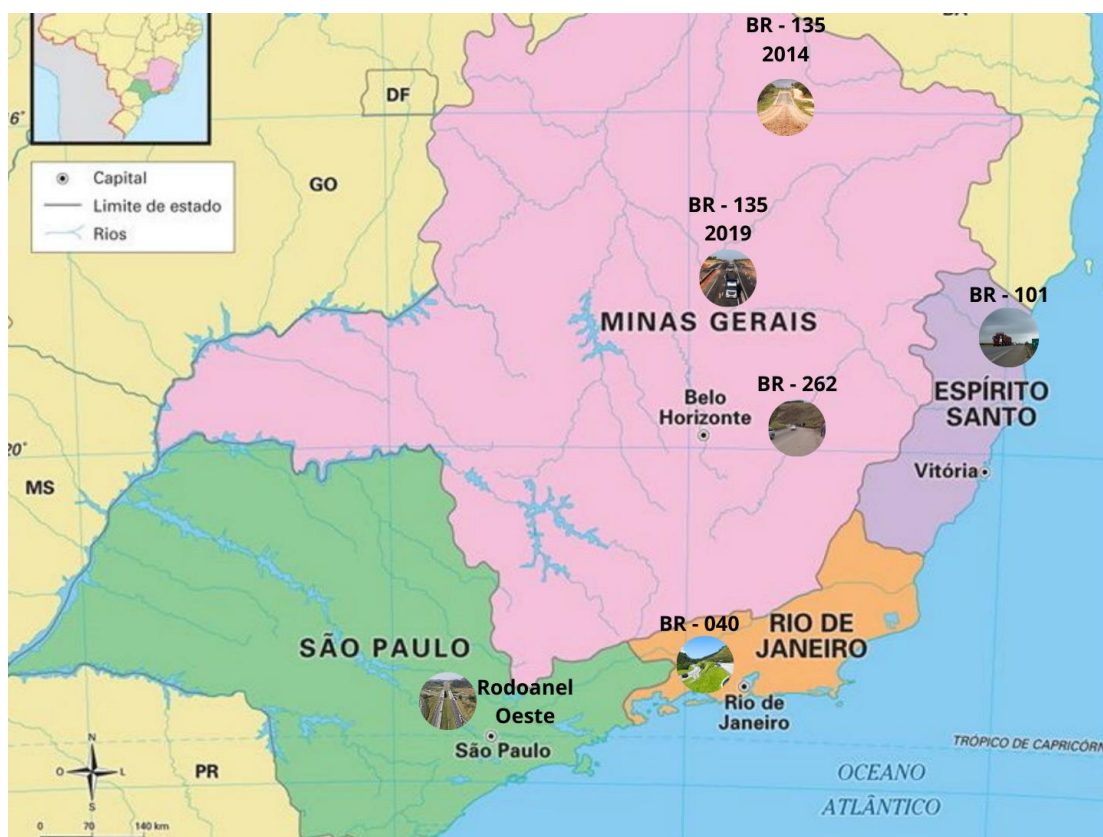 BR - 135
2014
DF
6°
GO
Capital
Limite de estado
Rios
BR - 135
2019
MINAS GERAIS
BR - 101
BR - 262
Belo
Horizonte
ESPÍRITO
SANTO
20°
MS
Vitória
BR - 040
RIO DE
JANEIRO
SÃO PAULO
Rodoanel
Oeste
Rio de
Janeiro
São Paulo
TRÓPICO DE CAPRICÓRN
N
O
L
S
PR
OCEANO
ATLÂNTICO
0 70 140 km